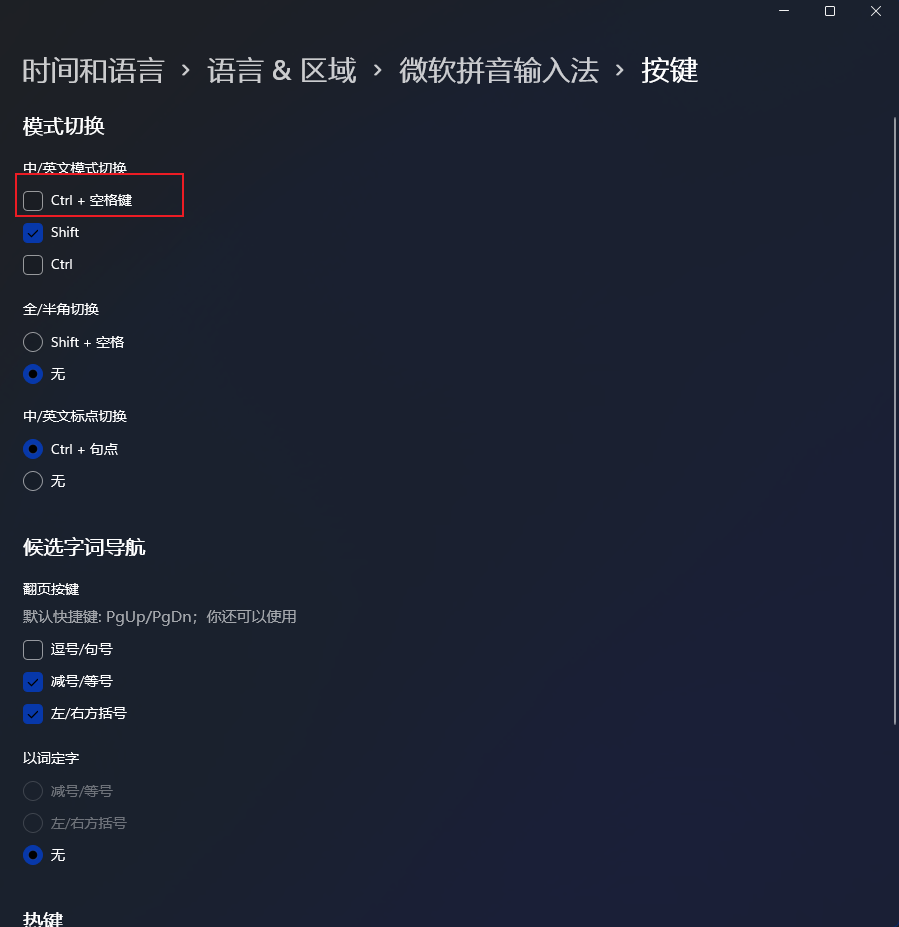 时间和语言 › 语言 & 区域 › 微软拼音输入法 › 按键
模式切换
中/英文模式切换
Ctrl + 空格键
Shift
Ctrl
全/半角切换
Shift + 空格
无
中/英文标点切换
Ctrl + 句点
无
候选字词导航
翻页按键
默认快捷键: PgUp/PgDn；你还可以使用
逗号/句号
减号/等号
左/右方括号
以词定字
减号/等号
左/右方括号
无
热键